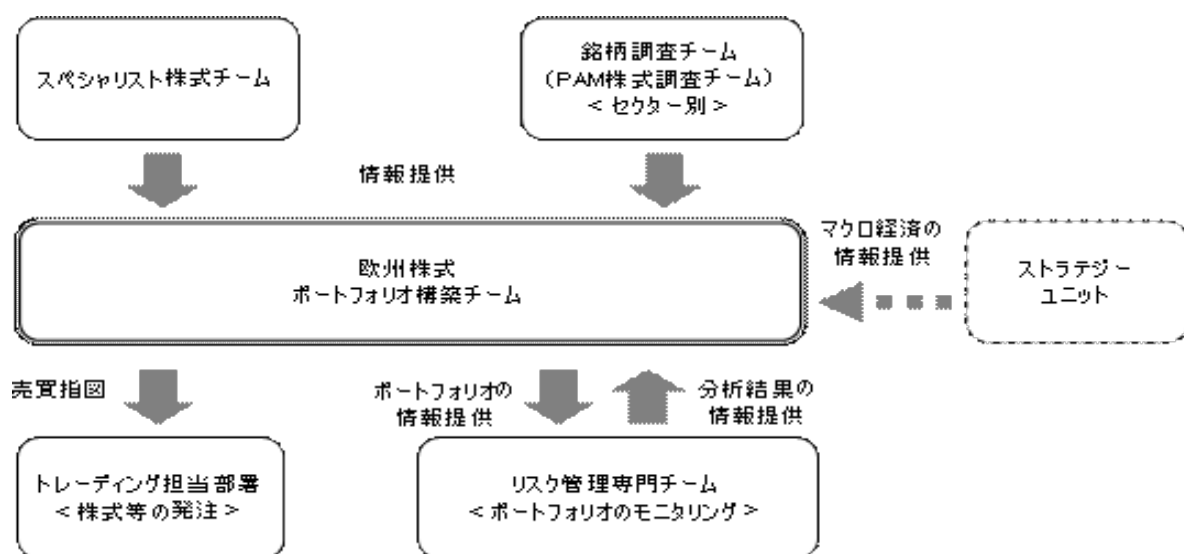 スペシャリスト株式チーム
銘柄調査チーム
(PAM株式調査チーム)
<セクター別>
情報提供
欧州株式
ポートフォリオ構築チーム
マクロ経済の
情報提供
ストラテジー
ユニット
売買指図
ポートフォリオの
情報提供
分析結果の
情報提供
トレーディング担当部署
<株式等の発注>
リスク管理専門チーム
<ポートフォリオのモニタリング>